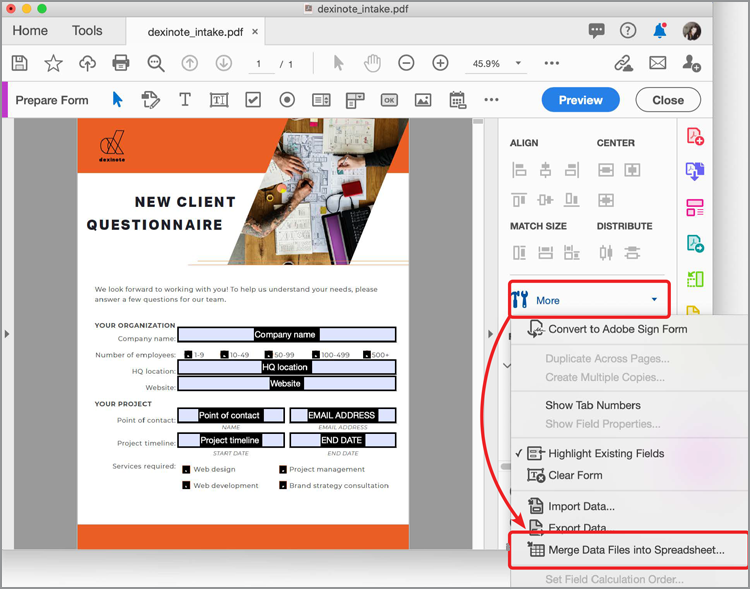 dexinote_intake.pdf
Home
Tools
dexinote_intake.pdf ×
1 / 1
45.9%
Prepare Form
T
T
OK
Preview
Close
dexinote
NEW CLIENT
QUESTIONNAIRE
We look forward to working with you! To help us understand your needs, please
answer a few questions for our team.
YOUR ORGANIZATION
Company name:
Company name
Number of employees:
1-9
10-49
50-99
100-499
500+
HQ location:
HQ location
Website:
Website
YOUR PROJECT
Point of contact:
Point of contact
EMAIL ADDRESS
NAME
EMAIL ADDRESS
Project timeline:
Project timeline
END DATE
START DATE
END DATE
Services required:
Web design
Project management
Web development
Brand strategy consultation
ALIGN
CENTER
MATCH SIZE
DISTRIBUTE
More
Convert to Adobe Sign Form
Duplicate Across Pages...
Create Multiple Copies...
Show Tab Numbers
Show Field Properties...
✓ Highlight Existing Fields
Clear Form
Import Data...
Export Data
Merge Data Files into Spreadsheet...
Set Field Calculation Order...